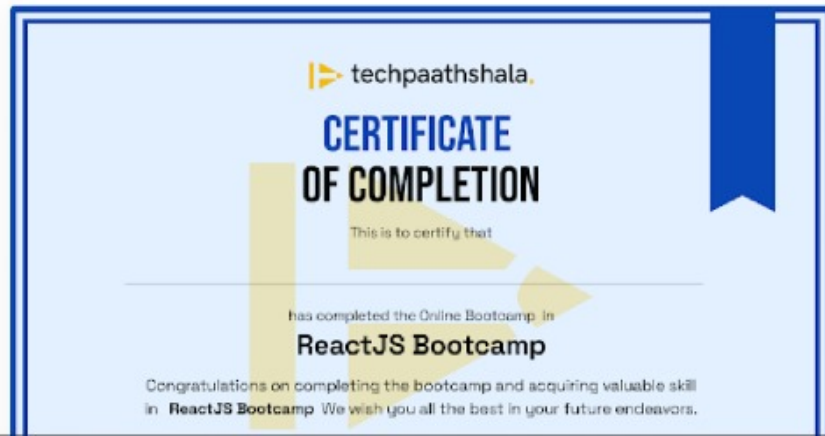 techpaathshala.
CERTIFICATE
OF COMPLETION
This is to certify that
has completed the Online Bootcamp in
ReactJS Bootcamp
Congratulations on completing the bootcamp and acquiring valuable skill
in ReactJS Bootcamp We wish you all the best in your future endeavors.